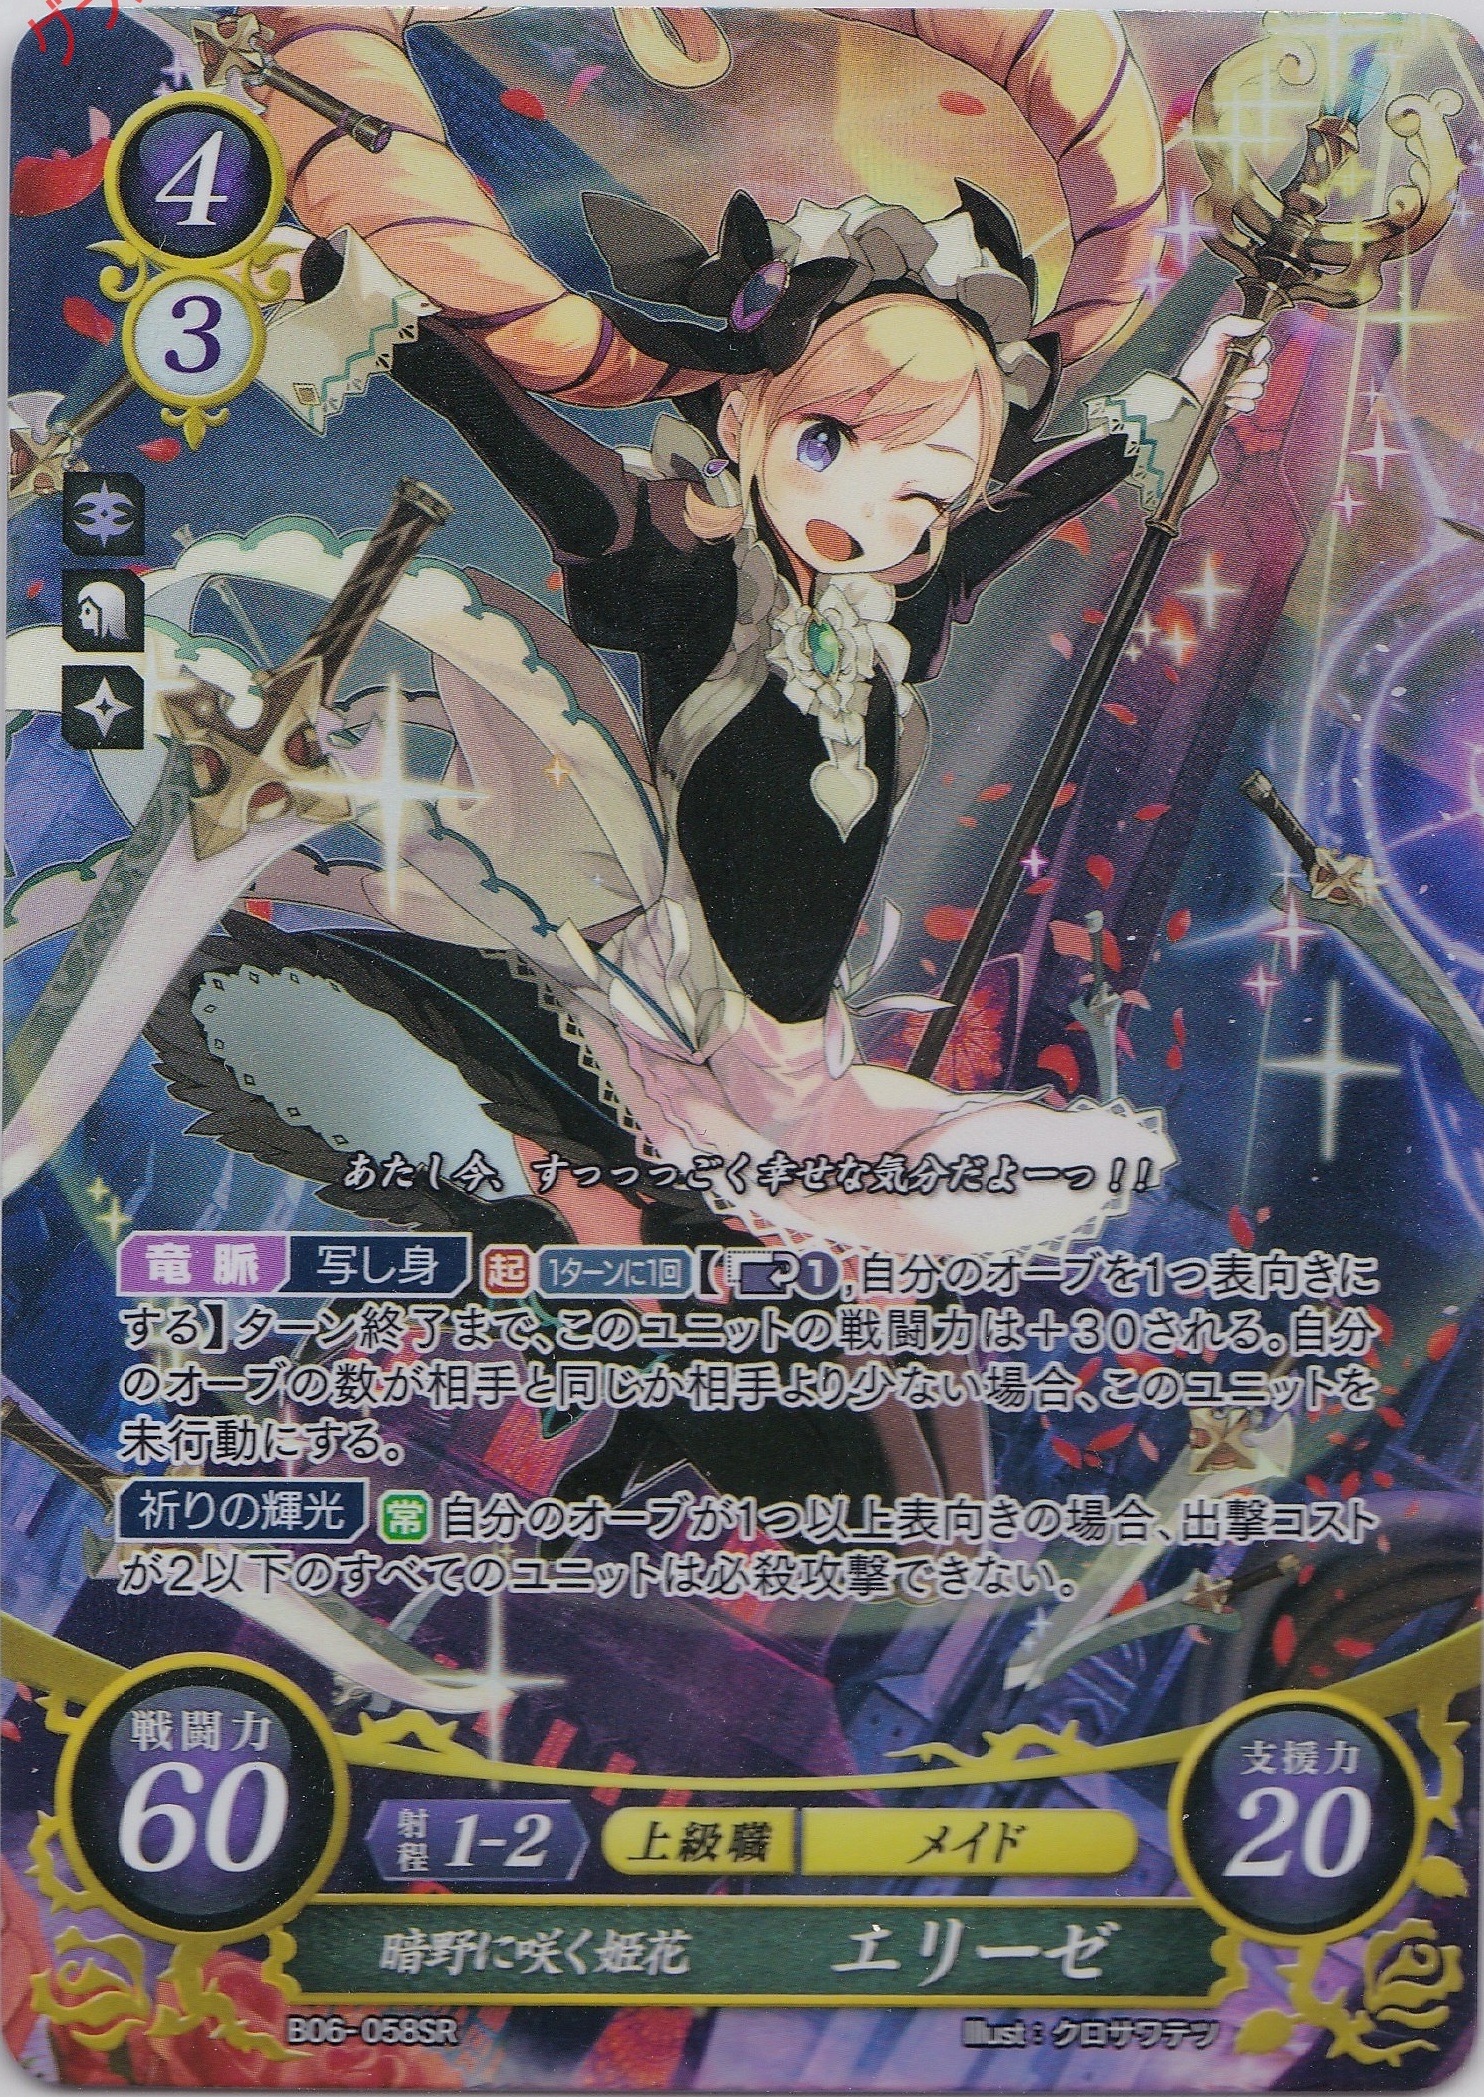 4
3
あたし今、すっっっごく幸せな気分だよーっ！！
竜脈 写し身 起 1ターンに1回 【1,自分のオーブを1つ表向きに
する】ターン終了まで、このユニットの戦闘力は＋30される。自分
のオーブの数が相手と同じか相手より少ない場合、このユニットを
未行動にする。
祈りの輝光 常 自分のオーブが1つ以上表向きの場合、出撃コスト
が2以下のすべてのユニットは必殺攻撃できない。
戦闘力
60
射程 1-2 上級職 メイド
支援力
20
暗野に咲く姫花 エリーゼ
B06-058SR Illust：クロサワテツ